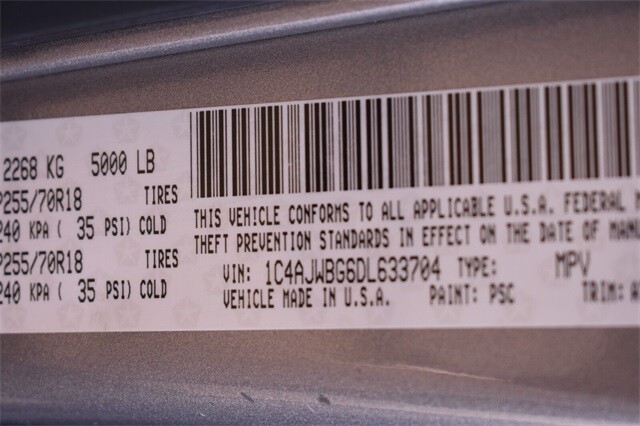 2268 KG 5000 LB
P255/70R18 TIRES
240 KPA ( 35 PSI) COLD
P255/70R18 TIRES
240 KPA ( 35 PSI) COLD
THIS VEHICLE CONFORMS TO ALL APPLICABLE U.S.A. FEDERAL
THEFT PREVENTION STANDARDS IN EFFECT ON THE DATE OF MANU
VIN: 1C4AJWBG6DL633704 TYPE: MPV
VEHICLE MADE IN U.S.A. PAINT: PSC TRIM: